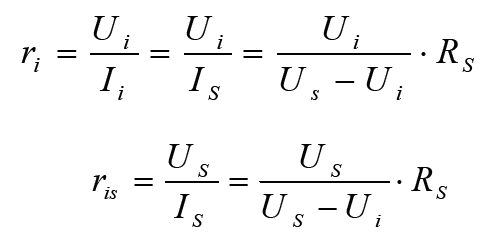 r_i = U_i / I_i = U_i / I_S = U_i / (U_s − U_i) · R_S
r_is = U_S / I_S = U_S / (U_S − U_i) · R_S